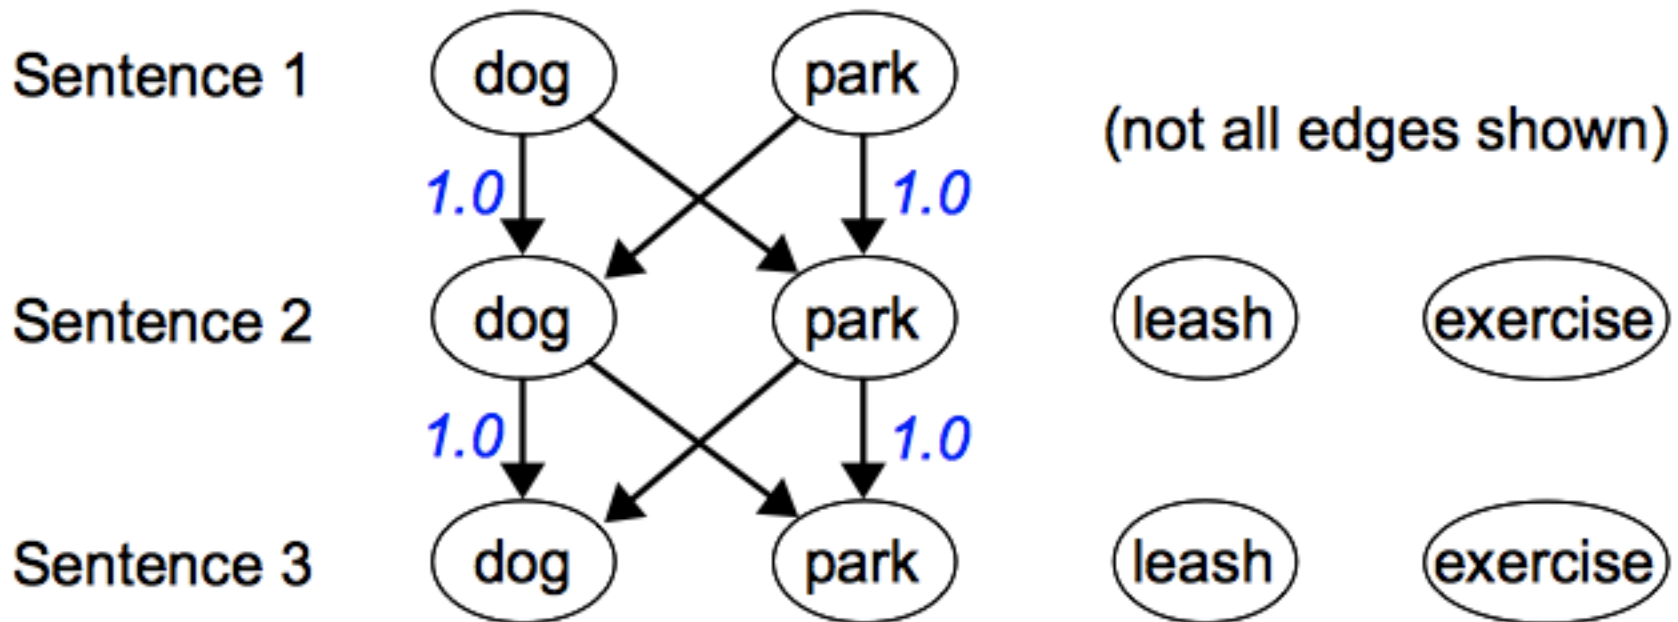 Sentence 1 dog park
(not all edges shown)
1.0 1.0
Sentence 2 dog park leash exercise
1.0 1.0
Sentence 3 dog park leash exercise